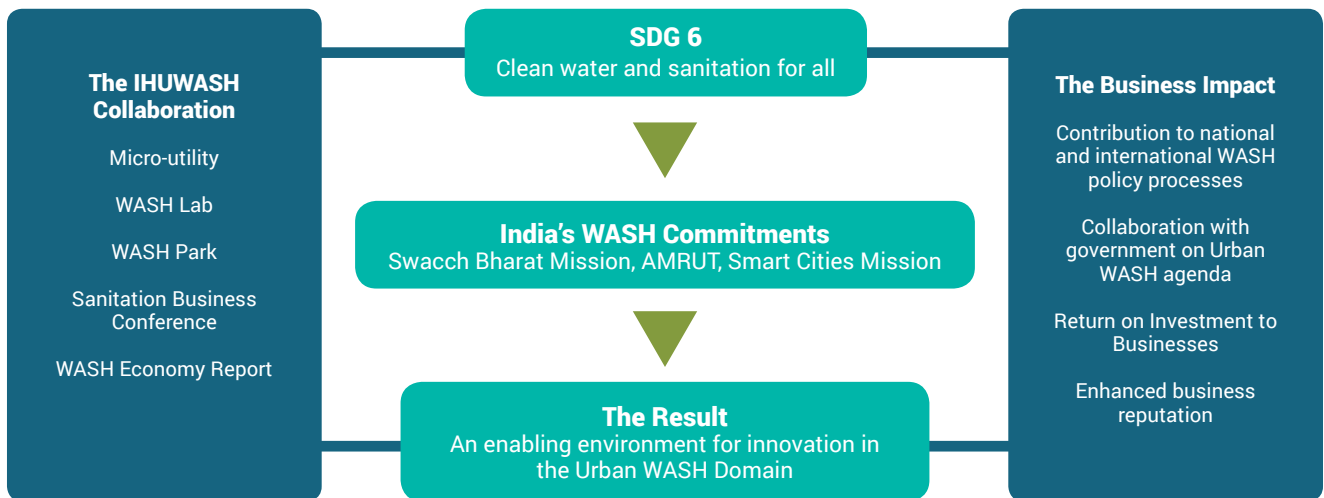 The IHUWASH
Collaboration
Micro-utility
WASH Lab
WASH Park
Sanitation Business
Conference
WASH Economy Report
SDG 6
Clean water and sanitation for all
India’s WASH Commitments
Swacch Bharat Mission, AMRUT, Smart Cities Mission
The Result
An enabling environment for innovation in
the Urban WASH Domain
The Business Impact
Contribution to national
and international WASH
policy processes
Collaboration with
government on Urban
WASH agenda
Return on Investment to
Businesses
Enhanced business
reputation